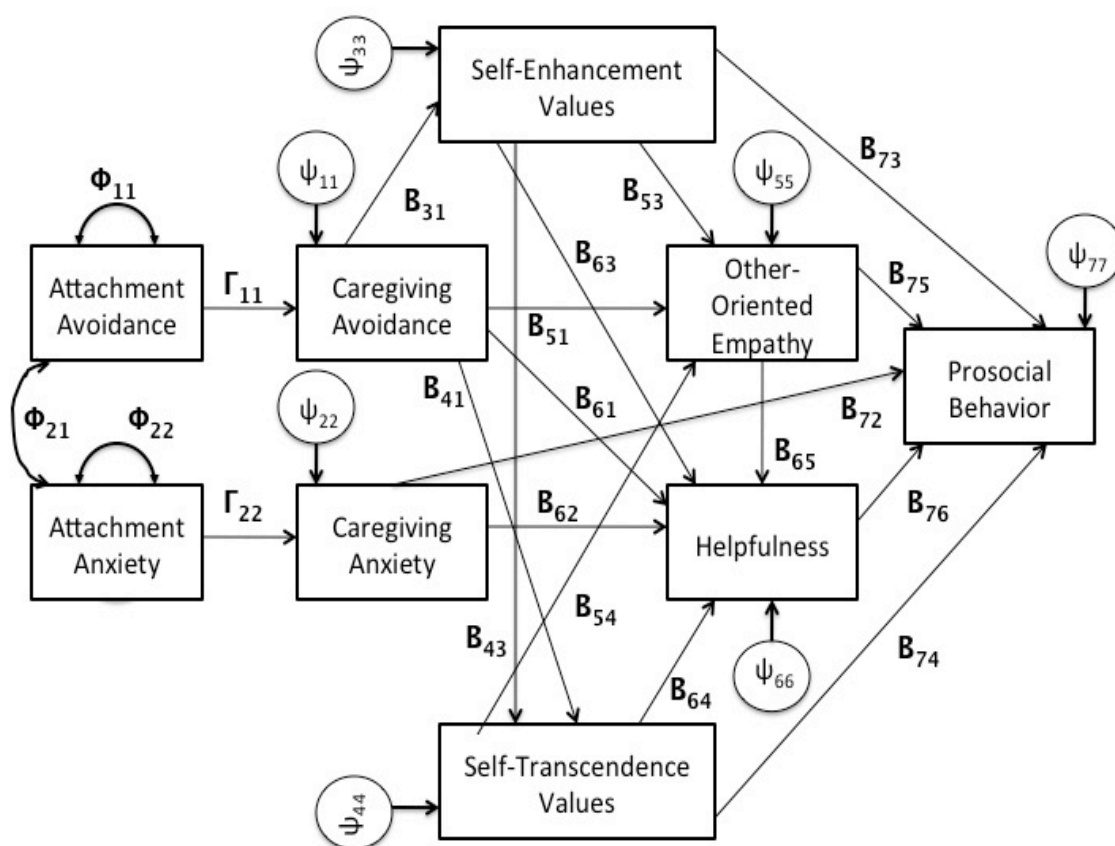 ψ33
Self-Enhancement
Values
B73
ψ11
ψ55
Φ11
B31
B53
B63
ψ77
Attachment
Avoidance
Γ11
Caregiving
Avoidance
Other-
Oriented
Empathy
B75
B51
B41
B61
Prosocial
Behavior
Φ21
Φ22
ψ22
B72
B65
Attachment
Anxiety
Γ22
Caregiving
Anxiety
B62
Helpfulness
B76
B43
B54
B74
B64
ψ66
Self-Transcendence
Values
ψ44